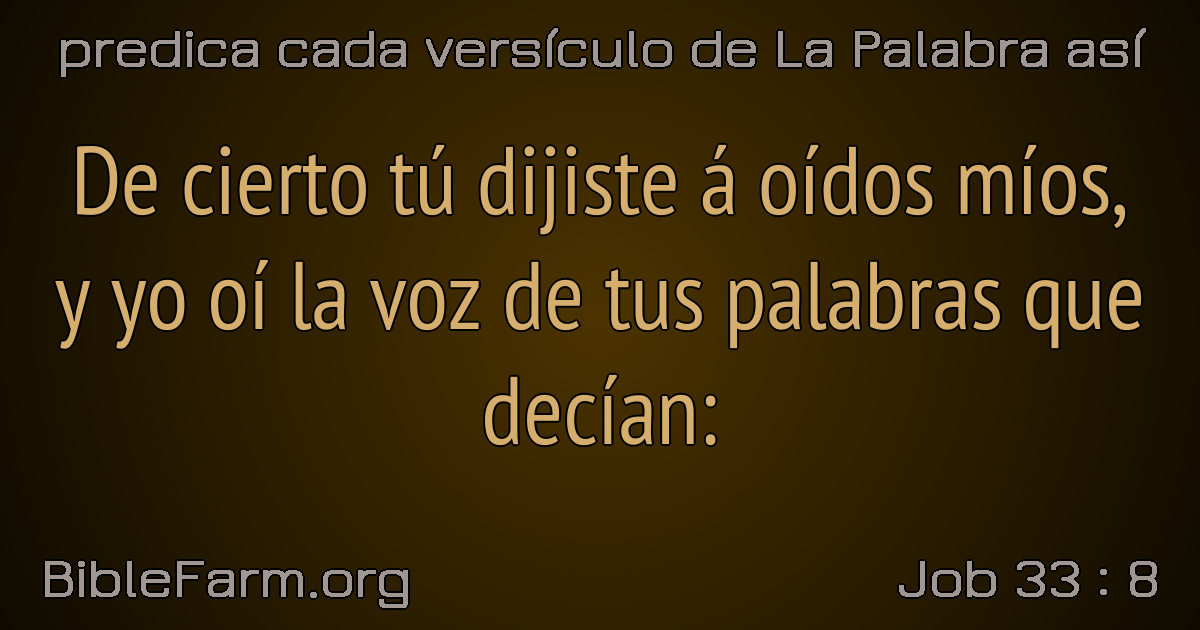 predica cada versículo de La Palabra así
De cierto tú dijiste á oídos míos,
y yo oí la voz de tus palabras que
decían:
BibleFarm.org
Job 33 : 8